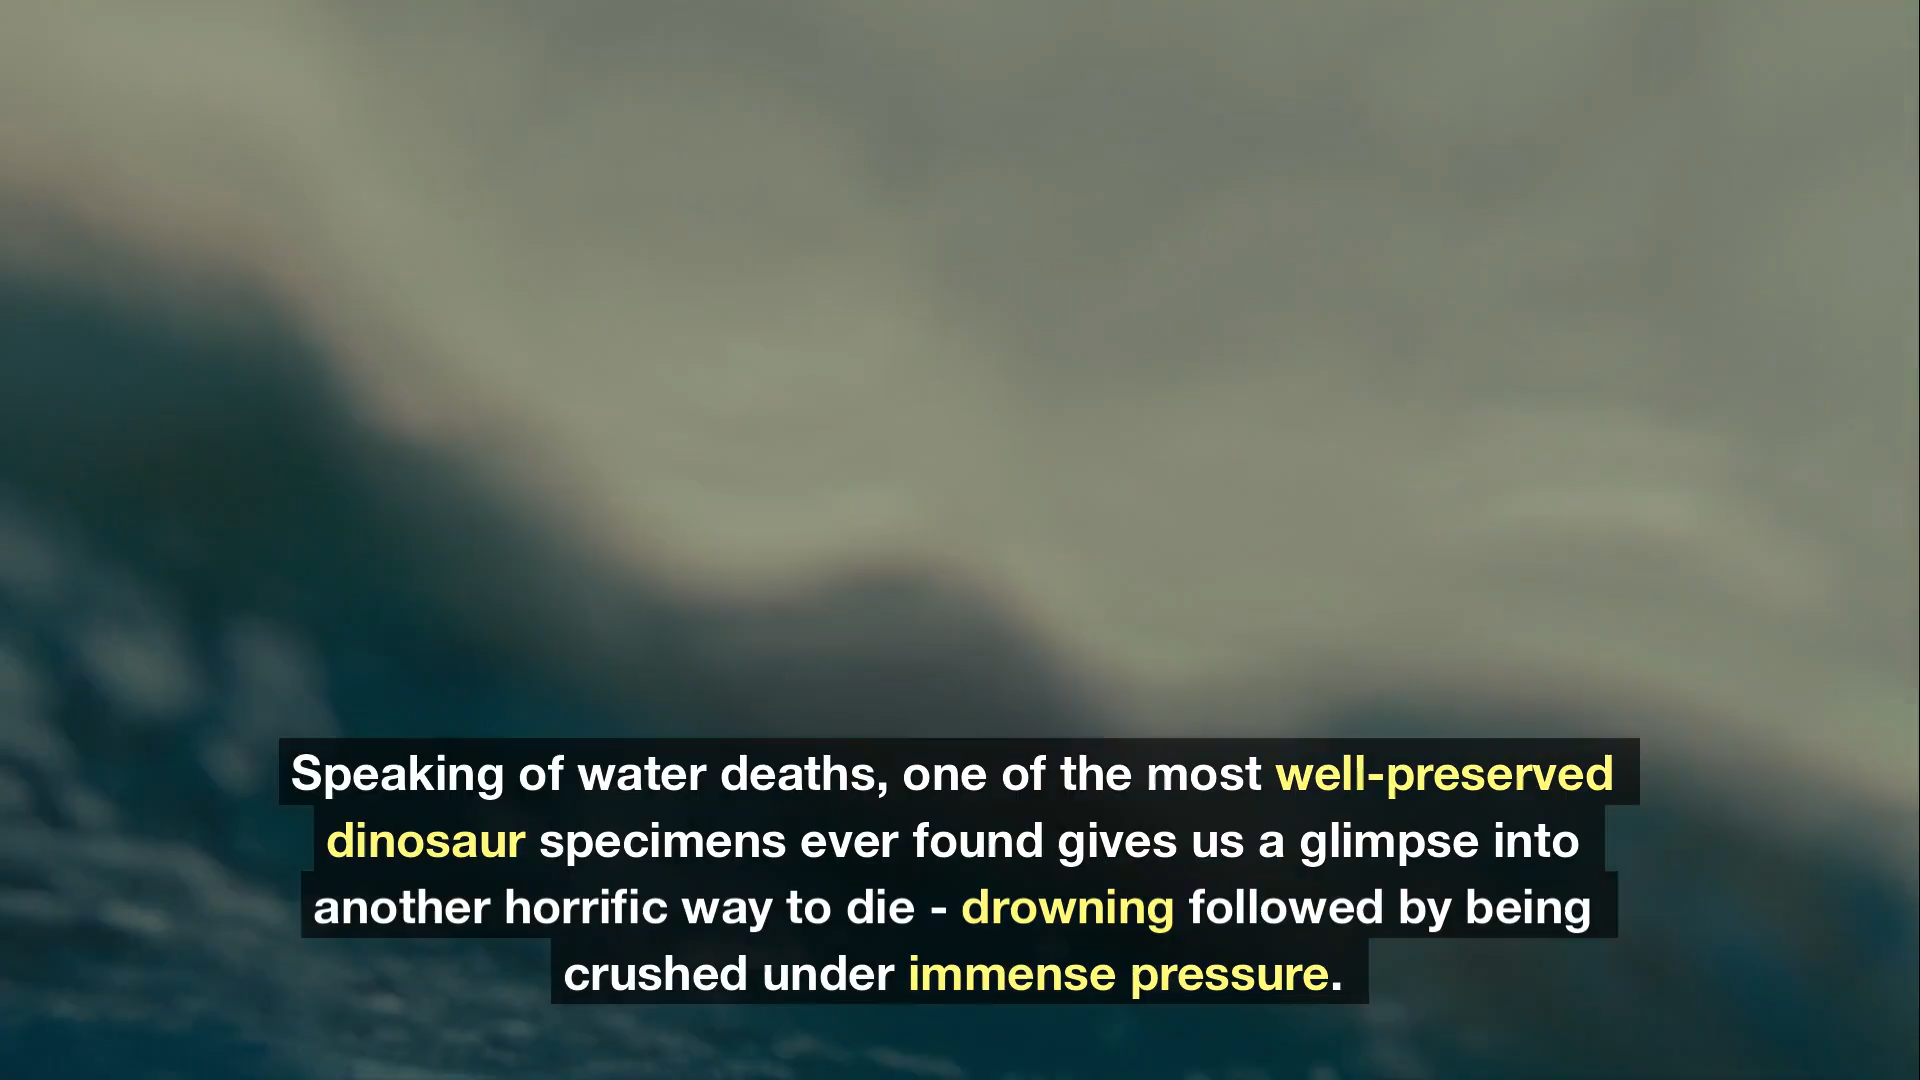 Speaking of water deaths, one of the most well-preserved
dinosaur specimens ever found gives us a glimpse into
another horrific way to die - drowning followed by being
crushed under immense pressure.